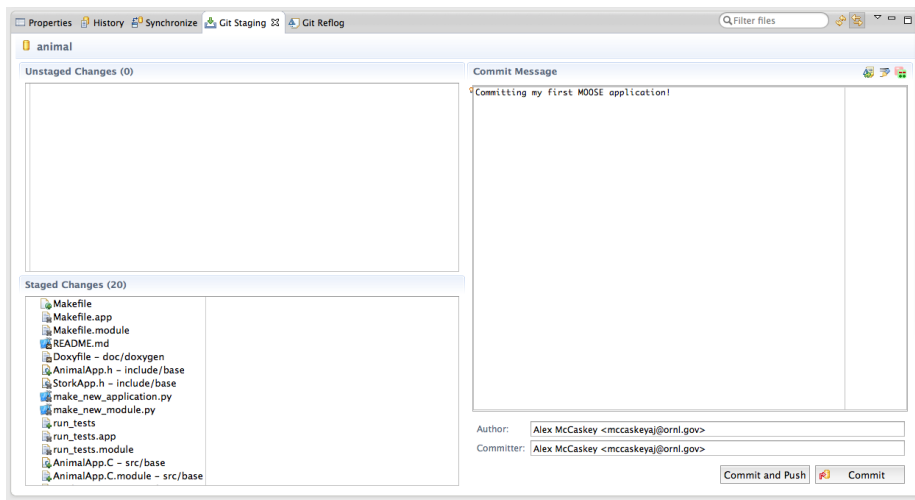 Properties History Synchronize Git Staging Git Reflog Filter files
animal
Unstaged Changes (0)
Staged Changes (20)
Makefile
Makefile.app
Makefile.module
README.md
Doxyfile – doc/doxygen
AnimalApp.h – include/base
StorkApp.h – include/base
make_new_application.py
make_new_module.py
run_tests
run_tests.app
run_tests.module
AnimalApp.C – src/base
AnimalApp.C.module – src/base
Commit Message
Committing my first MOOSE application!
Author: Alex McCaskey <mccaskeyaj@ornl.gov>
Committer: Alex McCaskey <mccaskeyaj@ornl.gov>
Commit and Push Commit